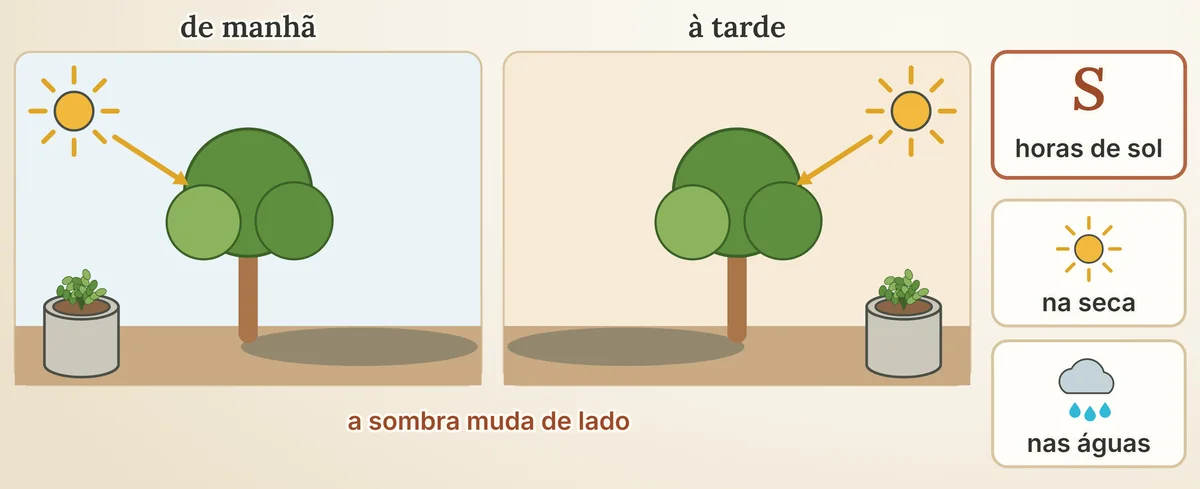 de manhã
à tarde
S
horas de sol
na seca
nas águas
a sombra muda de lado